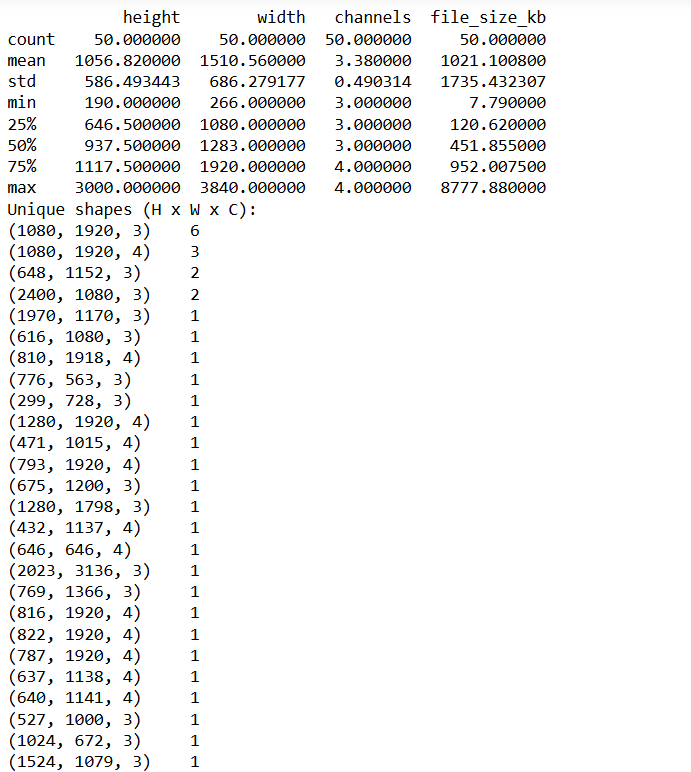 height width channels file_size_kb
count 50.000000 50.000000 50.000000 50.000000
mean 1056.820000 1510.560000 3.380000 1021.100800
std 586.493443 686.279177 0.490314 1735.432307
min 190.000000 266.000000 3.000000 7.790000
25% 646.500000 1080.000000 3.000000 120.620000
50% 937.500000 1283.000000 3.000000 451.855000
75% 1117.500000 1920.000000 4.000000 952.007500
max 3000.000000 3840.000000 4.000000 8777.880000
Unique shapes (H x W x C):
(1080, 1920, 3) 6
(1080, 1920, 4) 3
(648, 1152, 3) 2
(2400, 1080, 3) 2
(1970, 1170, 3) 1
(616, 1080, 3) 1
(810, 1918, 4) 1
(776, 563, 3) 1
(299, 728, 3) 1
(1280, 1920, 4) 1
(471, 1015, 4) 1
(793, 1920, 4) 1
(675, 1200, 3) 1
(1280, 1798, 3) 1
(432, 1137, 4) 1
(646, 646, 4) 1
(2023, 3136, 3) 1
(769, 1366, 3) 1
(816, 1920, 4) 1
(822, 1920, 4) 1
(787, 1920, 4) 1
(637, 1138, 4) 1
(640, 1141, 4) 1
(527, 1000, 3) 1
(1024, 672, 3) 1
(1524, 1079, 3) 1